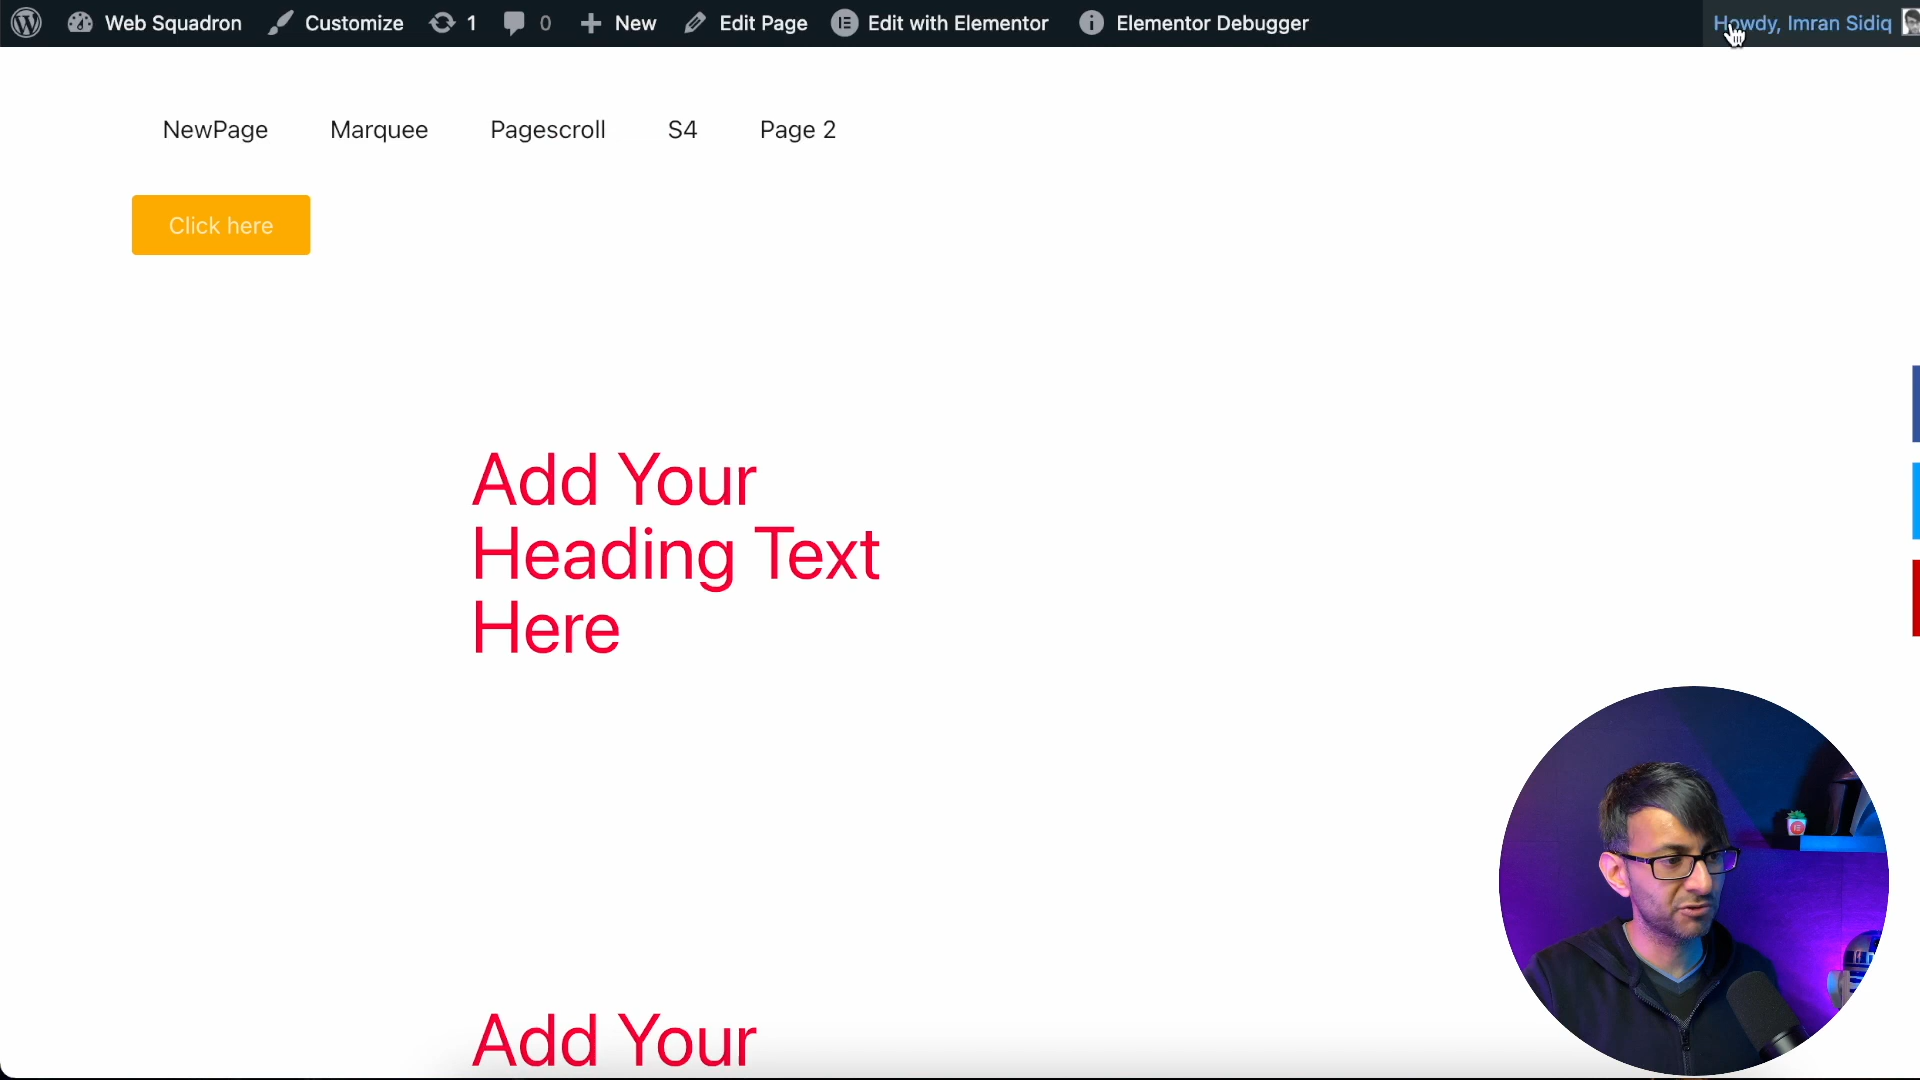 Web Squadron Customize 1 0 New Edit Page Edit with Elementor Elementor Debugger Howdy, Imran Sidiq
NewPage Marquee Pagescroll S4 Page 2
Click here
Add Your
Heading Text
Here
Add Your